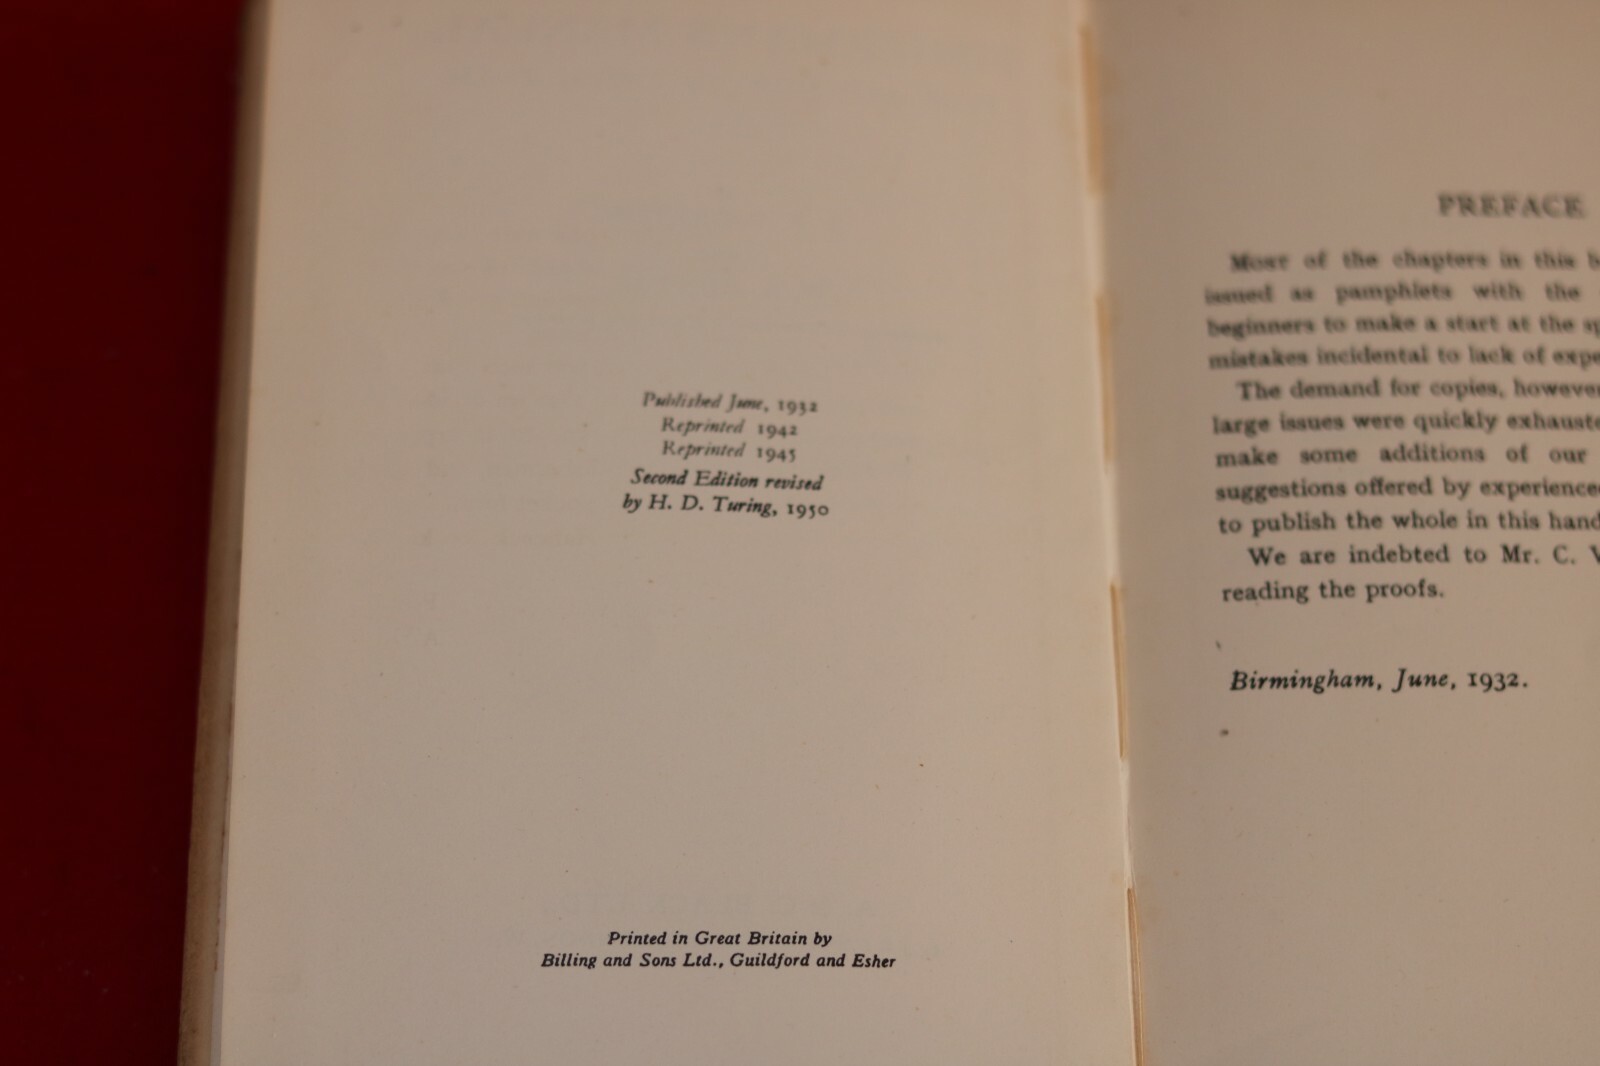 Published June, 1932
Reprinted 1942
Reprinted 1945
Second Edition revised
by H. D. Turing, 1950
Printed in Great Britain by
Billing and Sons Ltd., Guildford and Esher
PREFACE
Most of the chapters in this
issued as pamphlets with the
beginners to make a start at the
mistakes incidental to lack of
The demand for copies,
large issues were quickly
make some additions of our
suggestions offered by
to publish the whole in this
We are indebted to Mr. C.
reading the proofs.
Birmingham, June, 1932.